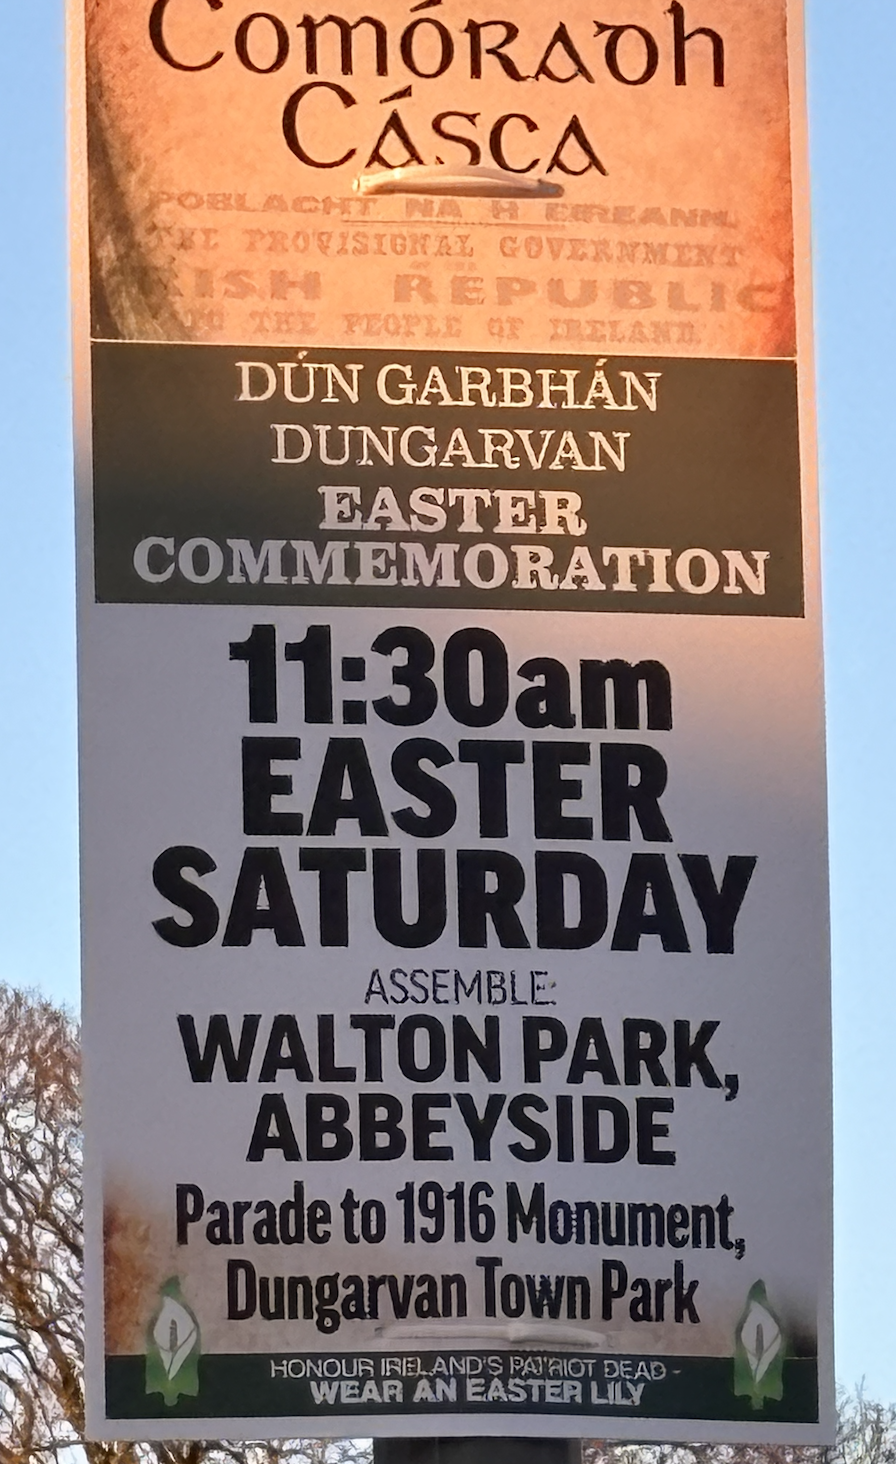 Comóradh
Cásca
POBLACHT NA H EIREANN.
THE PROVISIONAL GOVERNMENT
IRISH REPUBLIC
TO THE PEOPLE OF IRELAND.
DÚN GARBHÁN
DUNGARVAN
EASTER
COMMEMORATION
11:30am
EASTER
SATURDAY
ASSEMBLE:
WALTON PARK,
ABBEYSIDE
Parade to 1916 Monument,
Dungarvan Town Park
HONOUR IRELAND'S PATRIOT DEAD -
WEAR AN EASTER LILY